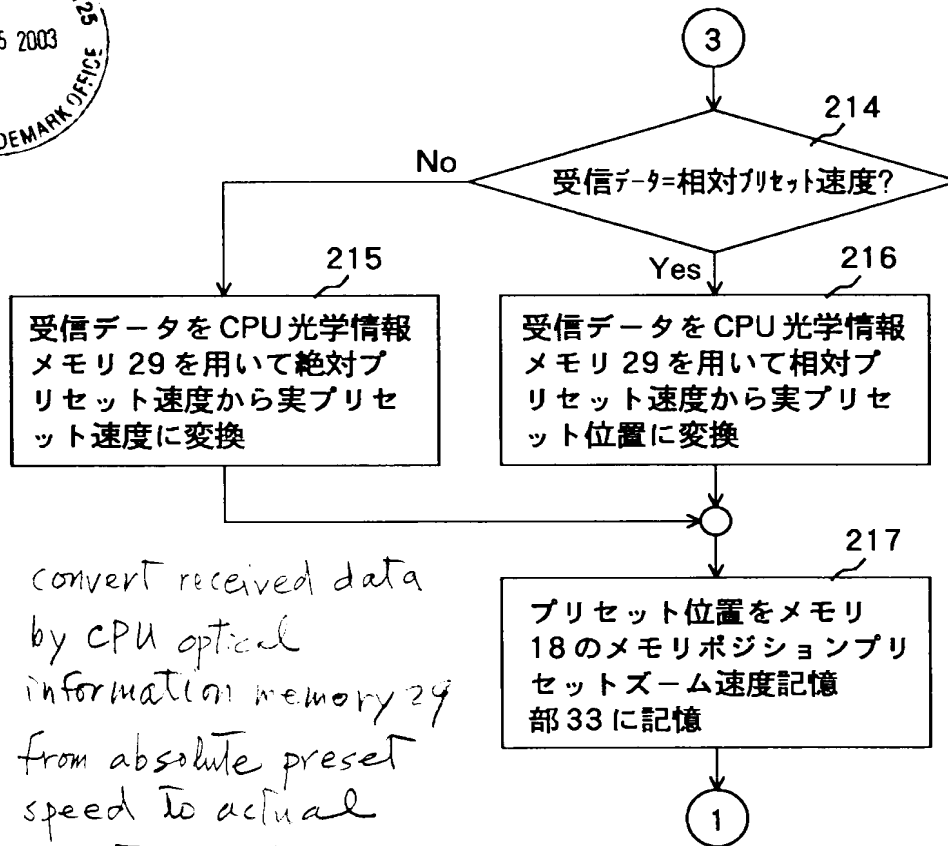 25
5 2003
DEMARK OFFICE
3
214
No
受信データ=相対プリセット速度?
215
Yes
216
受信データをCPU光学情報
メモリ29を用いて絶対プ
リセット速度から実プリセ
ット速度に変換
受信データをCPU光学情報
メモリ29を用いて相対プ
リセット速度から実プリセ
ット位置に変換
217
プリセット位置をメモリ
18のメモリポジションプリ
セットズーム速度記憶
部33に記憶
1
convert received data
by CPU optical
information memory 29
from absolute preset
speed to actual